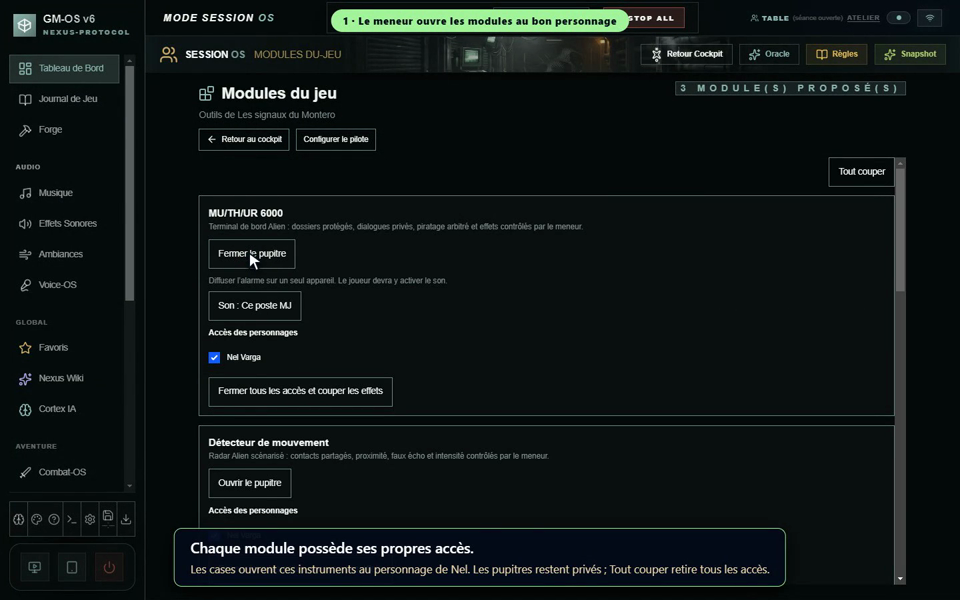 GM-OS v6
NEXUS-PROTOCOL
MODE SESSION OS
1 · Le meneur ouvre les modules au bon personnage
STOP ALL
TABLE (séance ouverte) ATELIER
SESSION OS MODULES DU-JEU
Retour Cockpit
Oracle
Règles
Snapshot
Tableau de Bord
Journal de Jeu
Forge
AUDIO
Musique
Effets Sonores
Ambiances
Voice-OS
GLOBAL
Favoris
Nexus Wiki
Cortex IA
AVENTURE
Combat-OS
Modules du jeu
3 MODULE(S) PROPOSÉ(S)
Outils de Les signaux du Montero
Retour au cockpit
Configurer le pilote
Tout couper
MU/TH/UR 6000
Terminal de bord Alien : dossiers protégés, dialogues privés, piratage arbitré et effets contrôlés par le meneur.
Fermer le pupitre
Diffuser l'alarme sur un seul appareil. Le joueur devra y activer le son.
Son : Ce poste MJ
Accès des personnages
Nel Varga
Fermer tous les accès et couper les effets
Détecteur de mouvement
Radar Alien scénarisé : contacts partagés, proximité, faux écho et intensité contrôlés par le meneur.
Ouvrir le pupitre
Accès des personnages
Chaque module possède ses propres accès.
Les cases ouvrent ces instruments au personnage de Nel. Les pupitres restent privés ; Tout couper retire tous les accès.